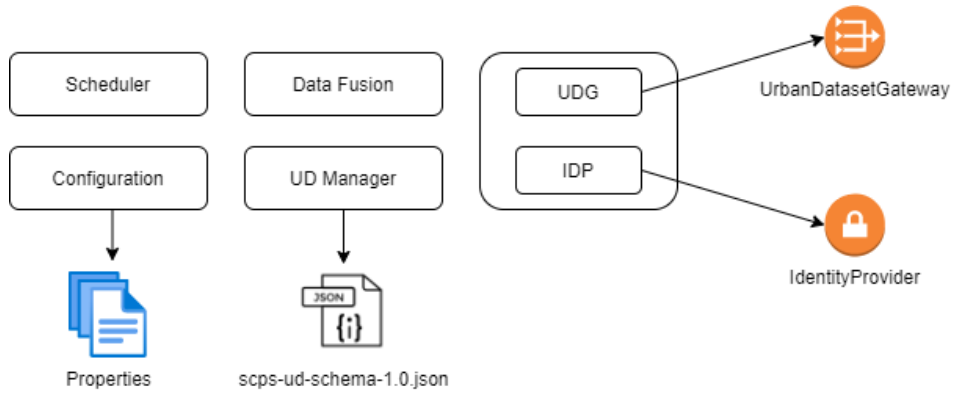 Scheduler
Data Fusion
UDG
UrbanDatasetGateway
Configuration
UD Manager
IDP
IdentityProvider
JSON
{i}
Properties
scps-ud-schema-1.0.json